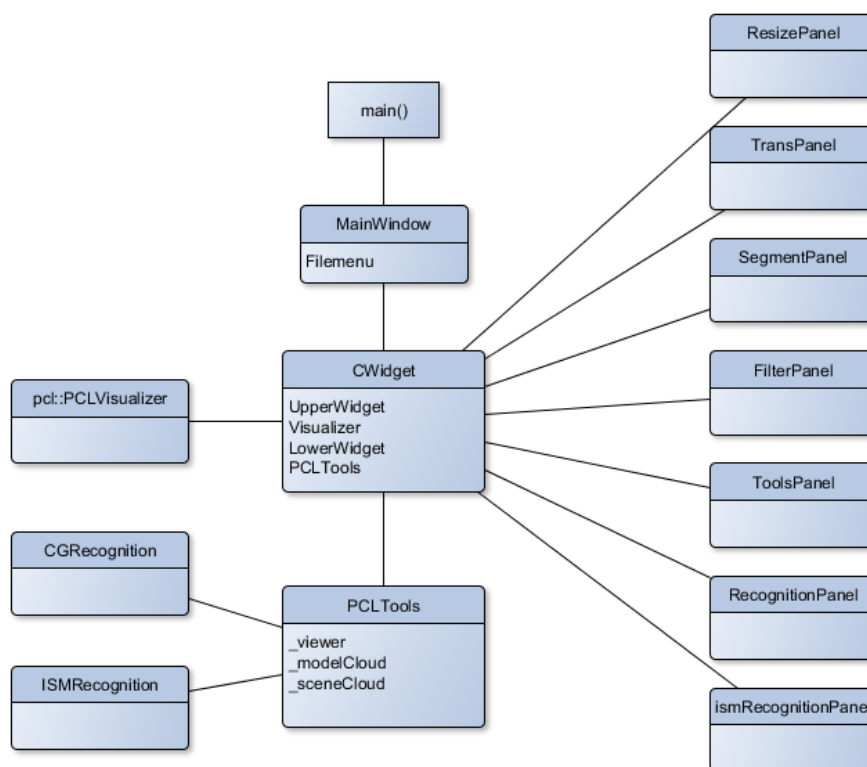 ResizePanel
main()
TransPanel
MainWindow
Filemenu
SegmentPanel
CWidget
UpperWidget
Visualizer
LowerWidget
PCLTools
pcl::PCLVisualizer
FilterPanel
ToolsPanel
CGRecognition
PCLTools
_viewer
_modelCloud
_sceneCloud
RecognitionPanel
ISMRecognition
ismRecognitionPane